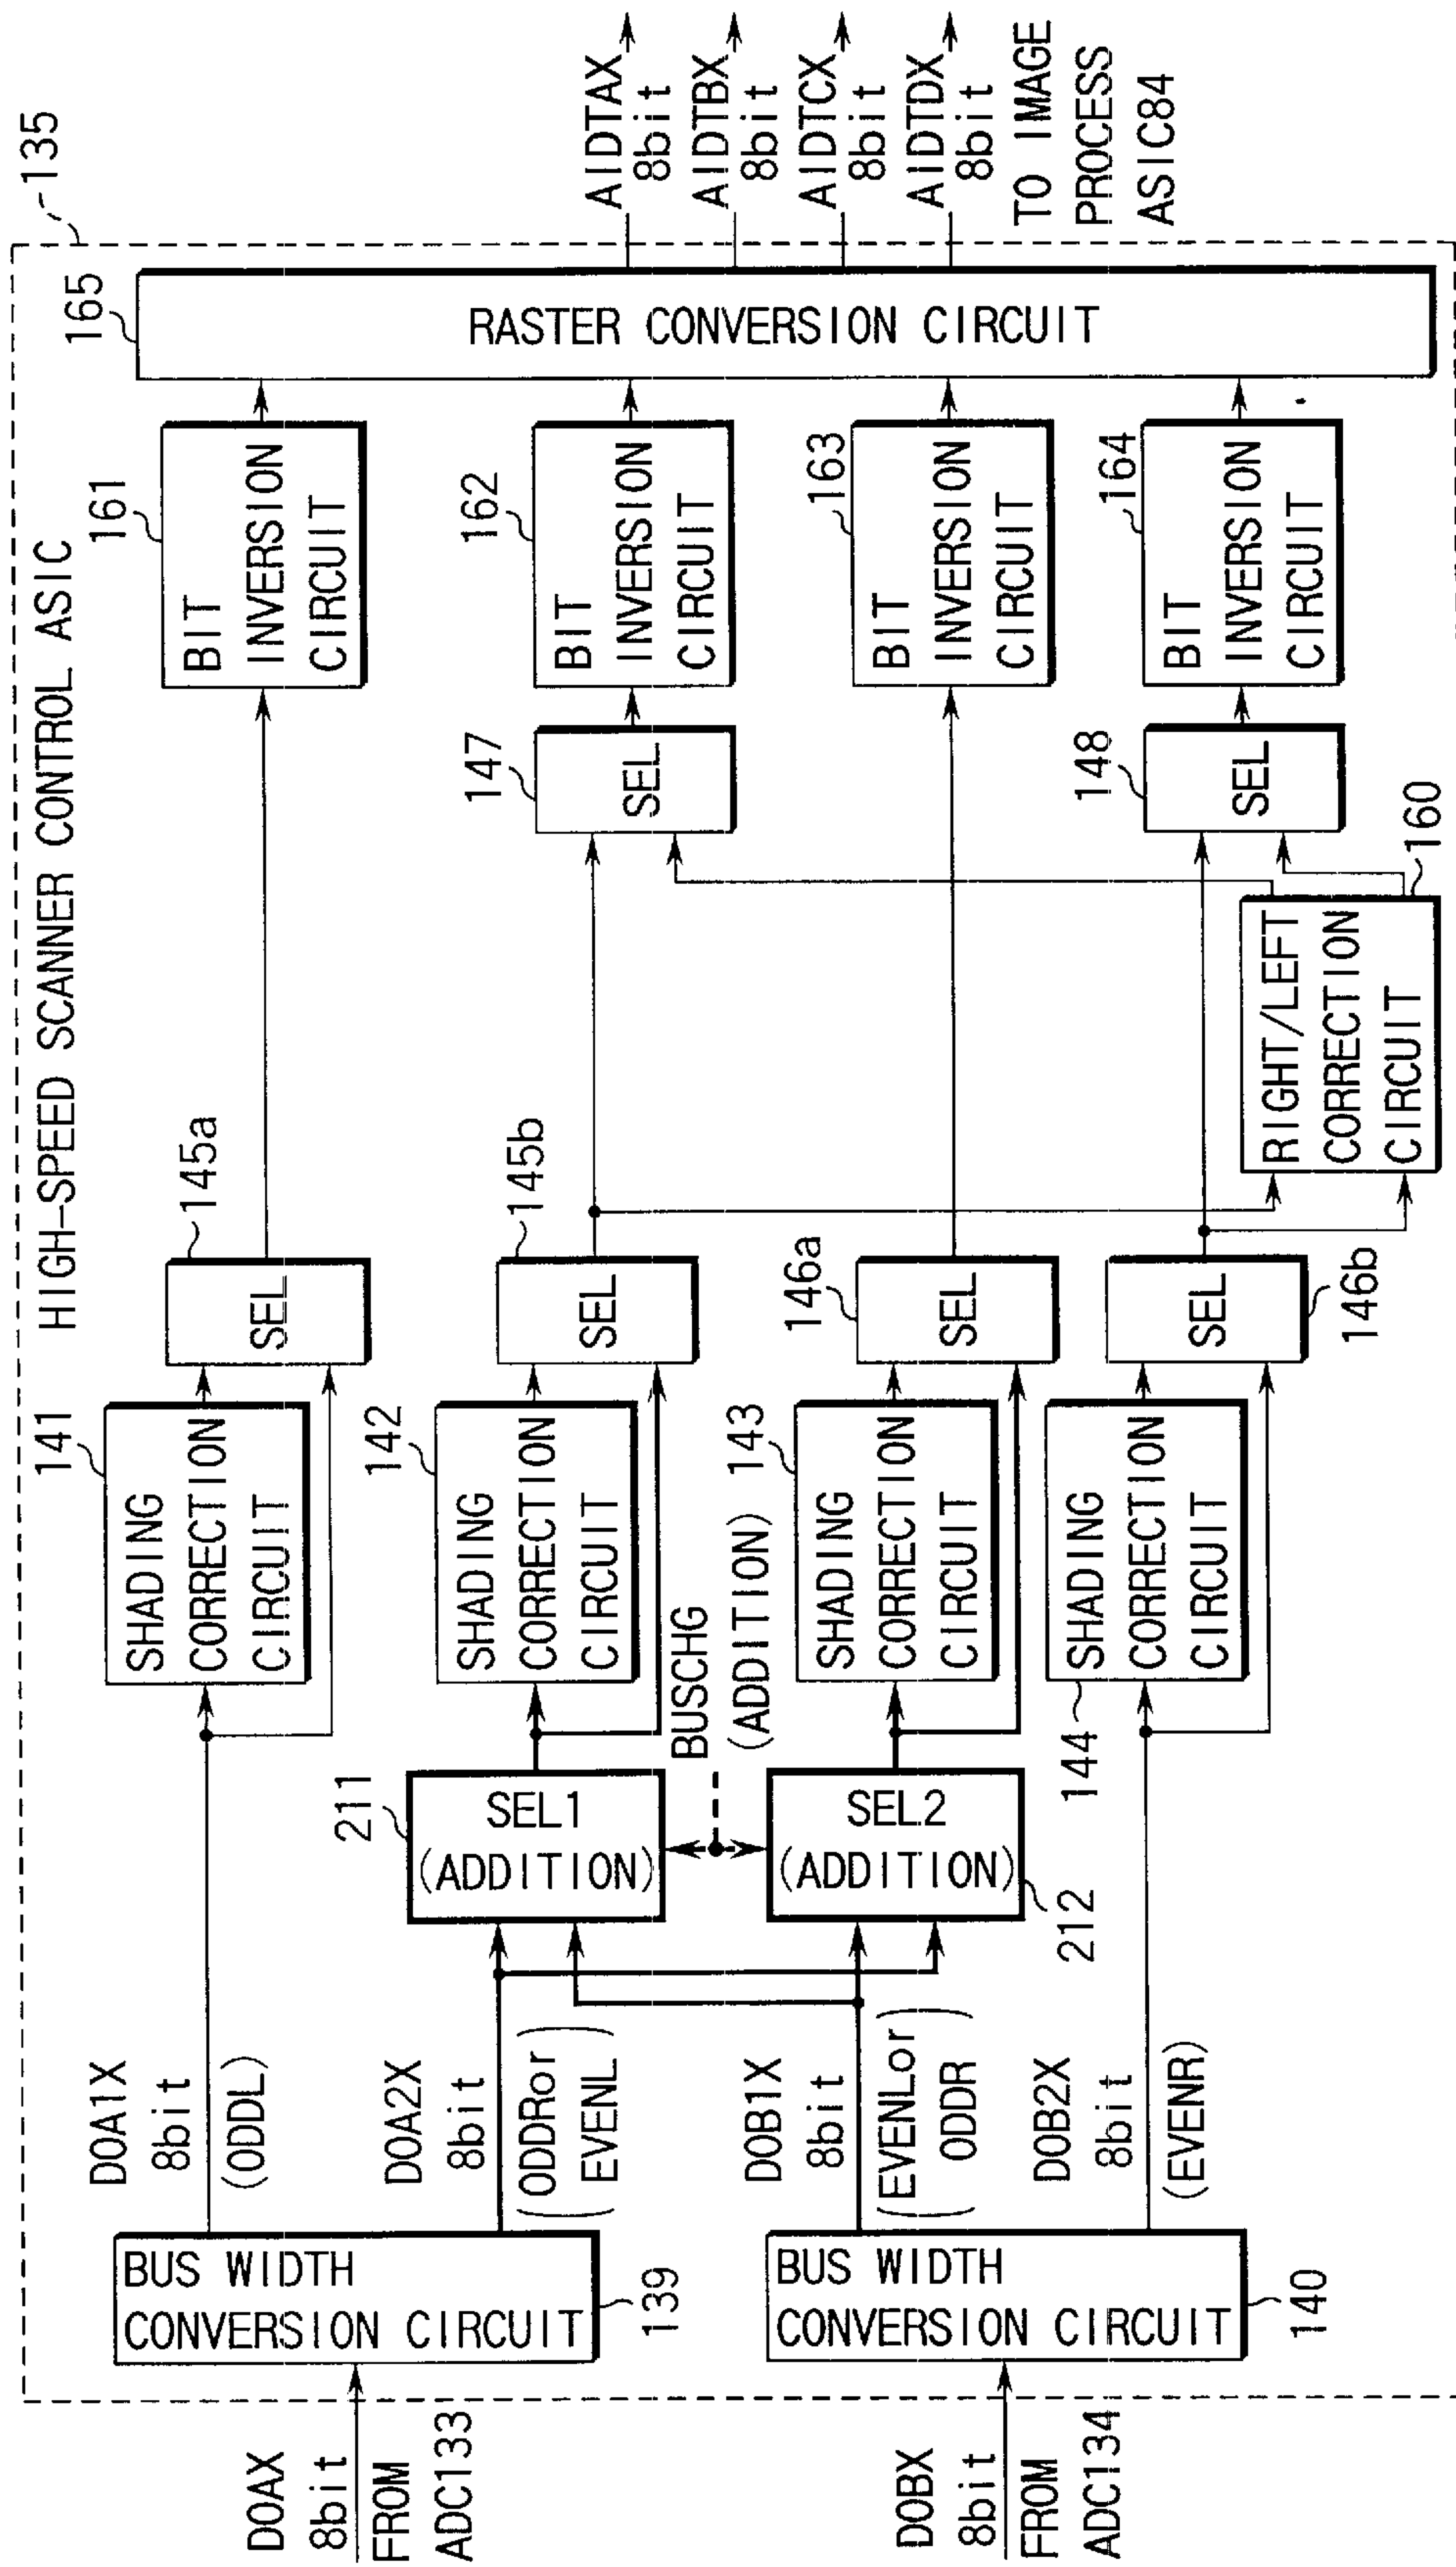 HIGH-SPEED SCANNER CONTROL ASIC
135
DOAX
8bit
FROM
ADC133
DOBX
8bit
FROM
ADC134
BUS WIDTH
CONVERSION CIRCUIT
139
BUS WIDTH
CONVERSION CIRCUIT
140
DOA1X
8bit
(ODDL)
DOA2X
8bit
(ODDRor
EVENL)
DOB1X
8bit
(EVENLor
ODDR)
DOB2X
8bit
(EVENR)
211
SEL1
(ADDITION)
BUSCHG
(ADDITION)
SEL2
(ADDITION)
212
141
SHADING
CORRECTION
CIRCUIT
142
SHADING
CORRECTION
CIRCUIT
143
SHADING
CORRECTION
CIRCUIT
144
SHADING
CORRECTION
CIRCUIT
145a
SEL
145b
SEL
146a
SEL
146b
SEL
RIGHT/LEFT
CORRECTION
CIRCUIT
160
147
SEL
148
SEL
161
BIT
INVERSION
CIRCUIT
162
BIT
INVERSION
CIRCUIT
163
BIT
INVERSION
CIRCUIT
164
BIT
INVERSION
CIRCUIT
165
RASTER CONVERSION CIRCUIT
AIDTAX
8bit
AIDTBX
8bit
AIDTCX
8bit
AIDTDX
8bit
TO IMAGE
PROCESS
ASIC84